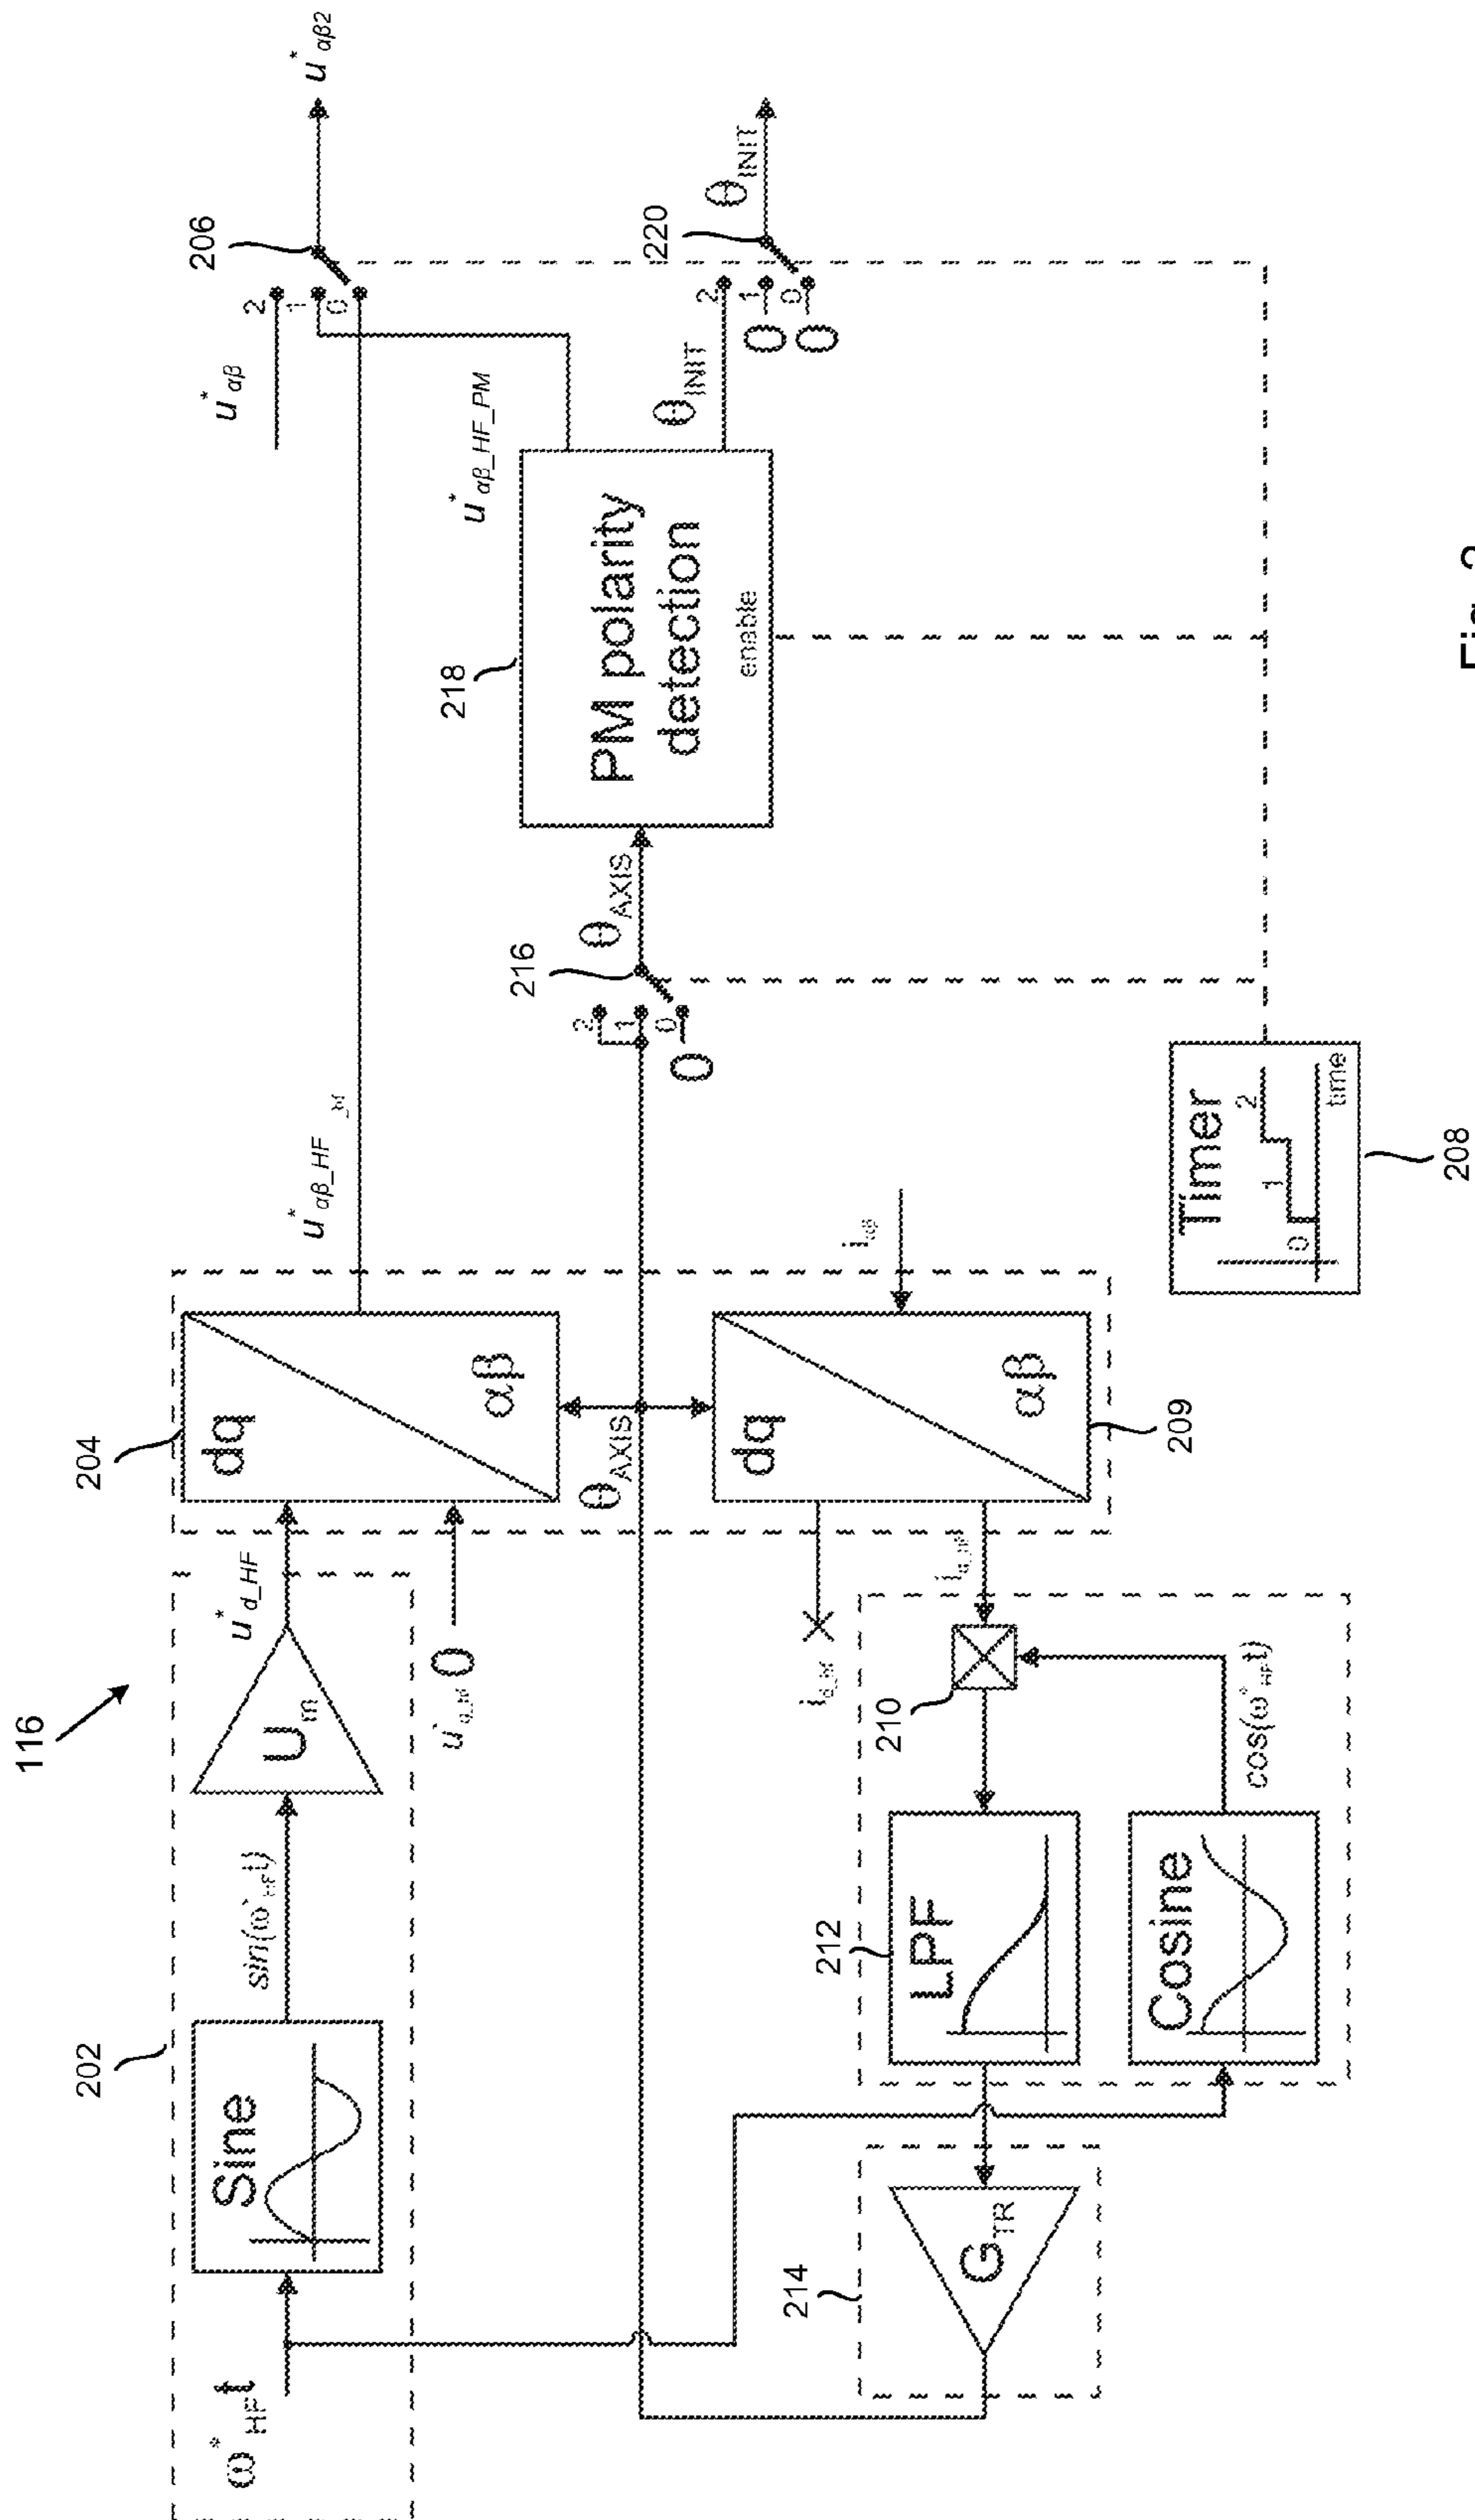 116
202
ω*HFt
Sine
sin(ω*HFt)
Um
u*d_HF
u*q_HF 0
204
dq
αβ
u*αβ_HF
θAXIS
dq
αβ
209
iαβ
id_HF
iq_HF
210
212
LPF
Cosine
cos(ω*HFt)
214
GTR
216
2
1
0
0
θAXIS
218
PM polarity
detection
enable
u*αβ_HF_PM
θINIT
u*αβ
2
1
0
206
u*αβ2
220
2
1
0
0
0
θINIT
Timer
0
1
2
time
208